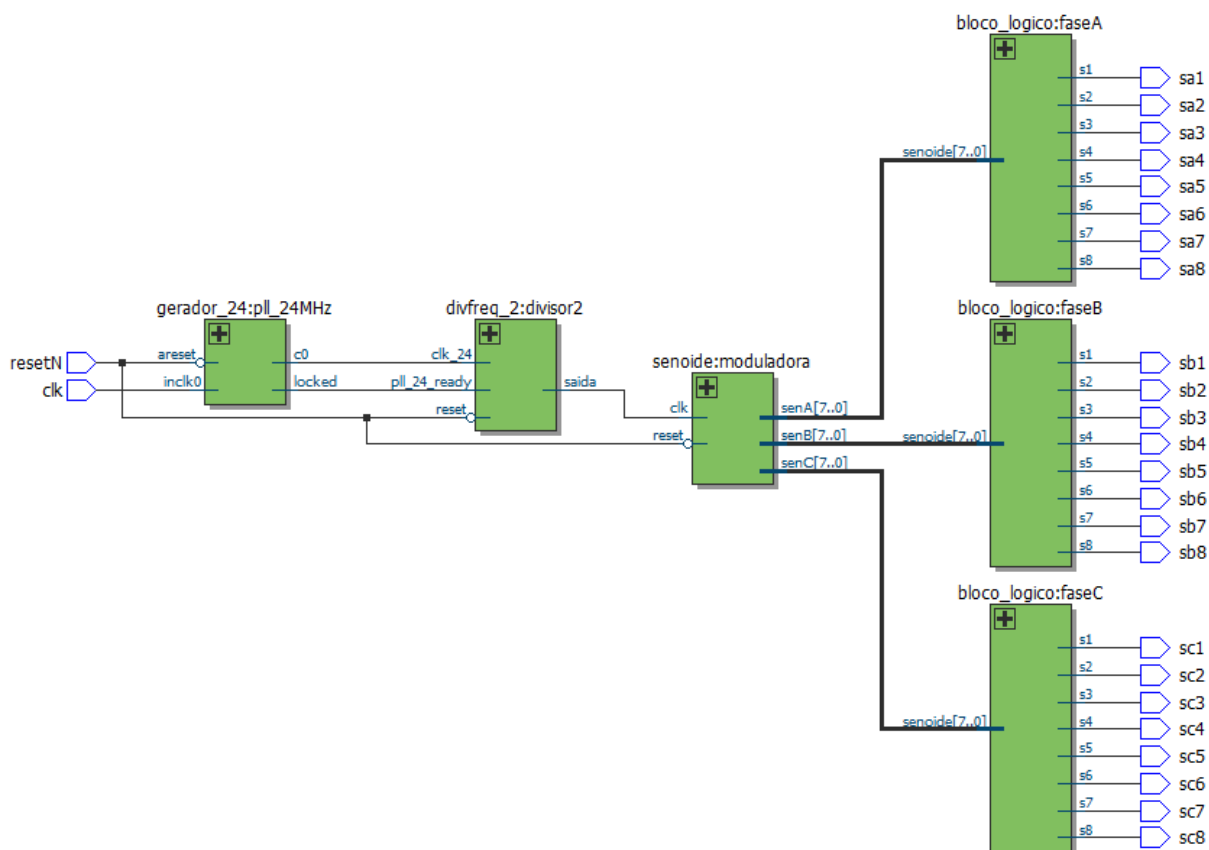 gerador_24:pll_24MHz
resetN
clk
areset
inclk0
c0
locked
divfreq_2:divisor2
clk_24
pll_24_ready
reset
saida
senoide:moduladora
clk
reset
senA[7..0]
senB[7..0]
senC[7..0]
bloco_logico:faseA
senoide[7..0]
s1 sa1
s2 sa2
s3 sa3
s4 sa4
s5 sa5
s6 sa6
s7 sa7
s8 sa8
bloco_logico:faseB
senoide[7..0]
s1 sb1
s2 sb2
s3 sb3
s4 sb4
s5 sb5
s6 sb6
s7 sb7
s8 sb8
bloco_logico:faseC
senoide[7..0]
s1 sc1
s2 sc2
s3 sc3
s4 sc4
s5 sc5
s6 sc6
s7 sc7
s8 sc8